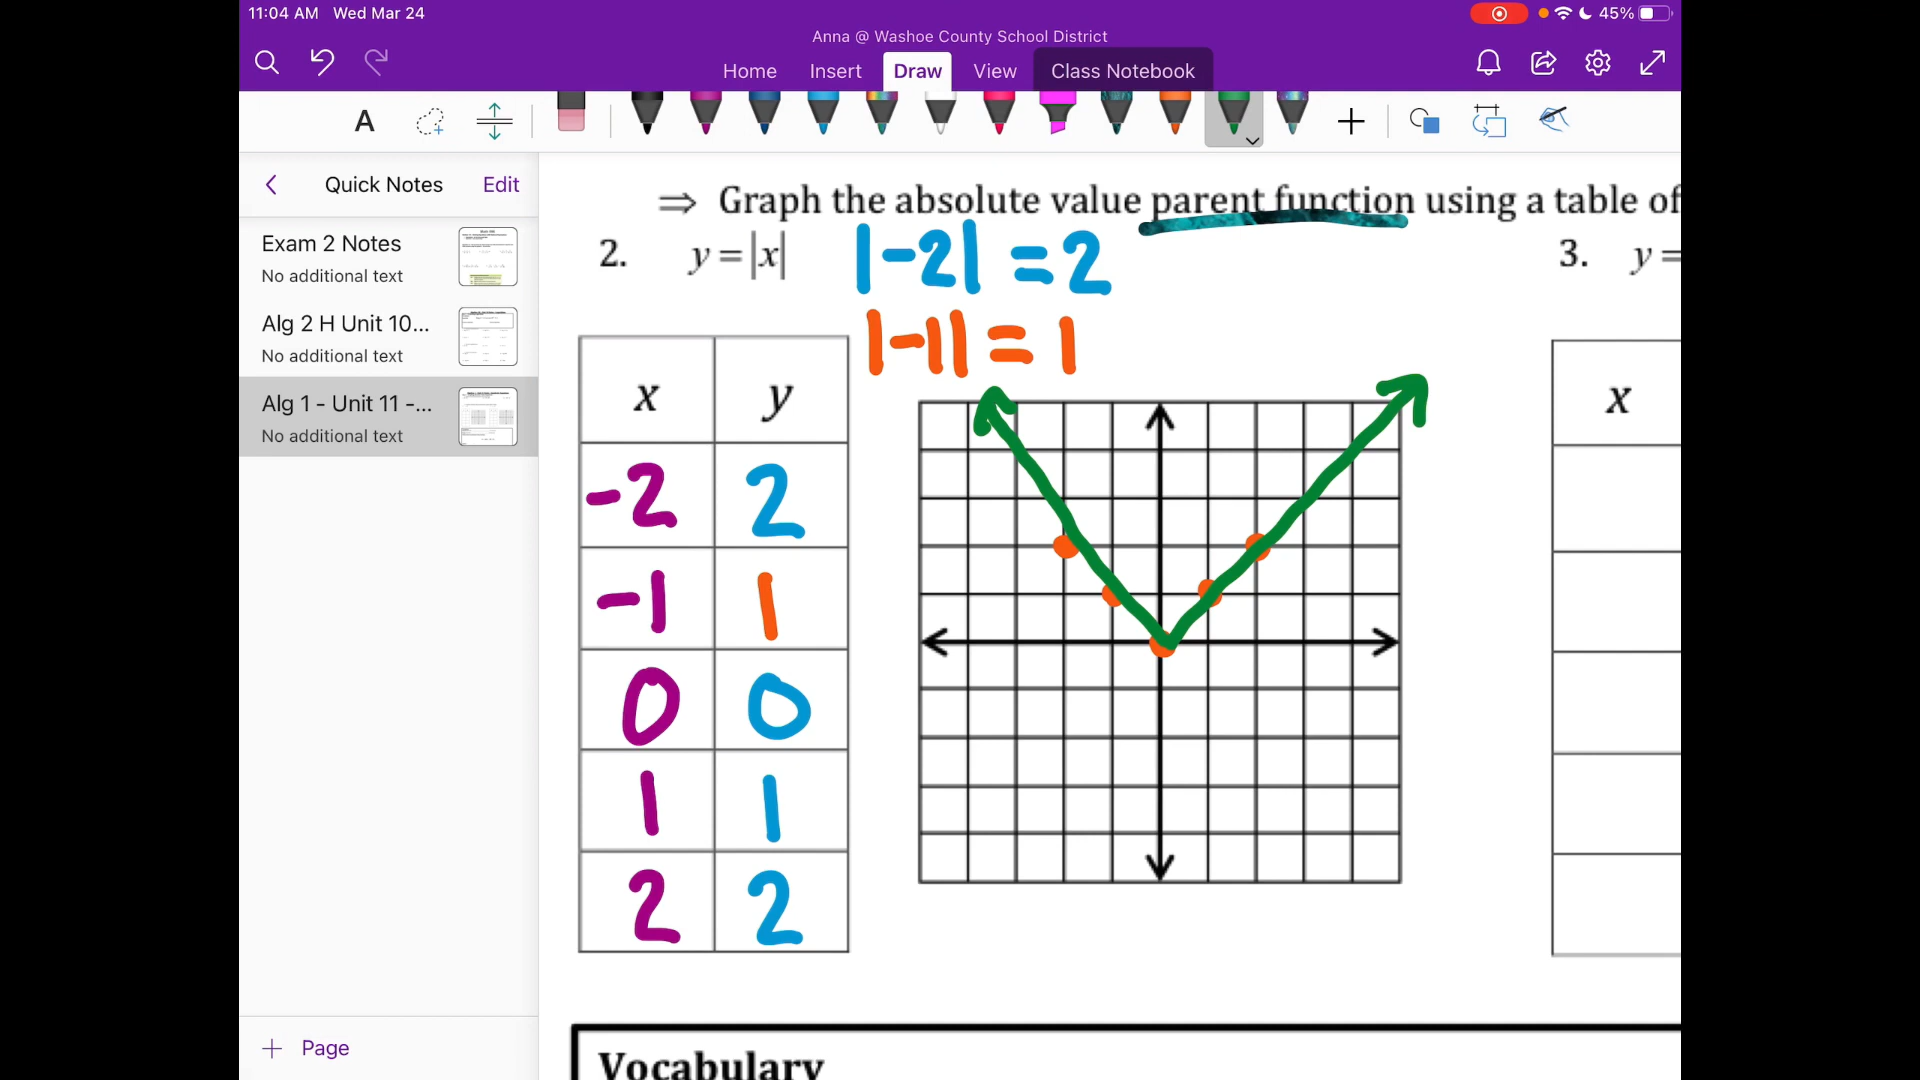 11:04 AM Wed Mar 24
45%
Anna @ Washoe County School District
Home Insert Draw View Class Notebook
A
Quick Notes Edit
Exam 2 Notes
No additional text
Alg 2 H Unit 10...
No additional text
Alg 1 - Unit 11 -...
No additional text
+ Page
⇒ Graph the absolute value parent function using a table of
2. y = |x| |-2| = 2
|-1| = 1
x y
-2 2
-1 1
0 0
1 1
2 2
3. y =
x
Vocabulary